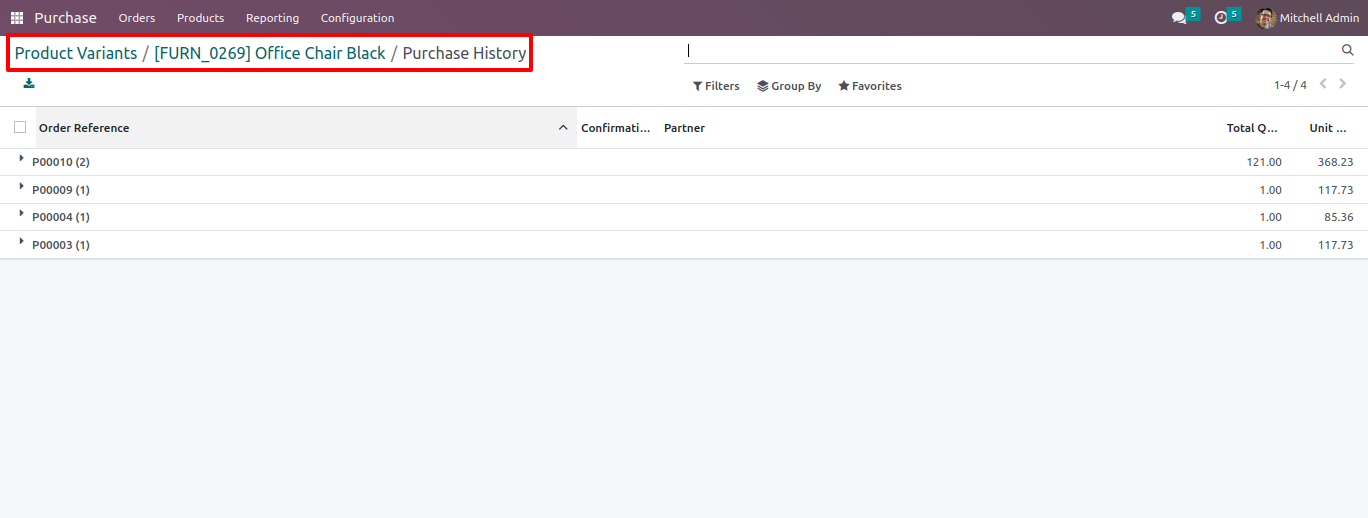 Purchase Orders Products Reporting Configuration 5 5 Mitchell Admin
Product Variants / [FURN_0269] Office Chair Black / Purchase History
Filters Group By Favorites 1-4 / 4
Order Reference Confirmati... Partner Total Q... Unit ...
P00010 (2) 121.00 368.23
P00009 (1) 1.00 117.73
P00004 (1) 1.00 85.36
P00003 (1) 1.00 117.73